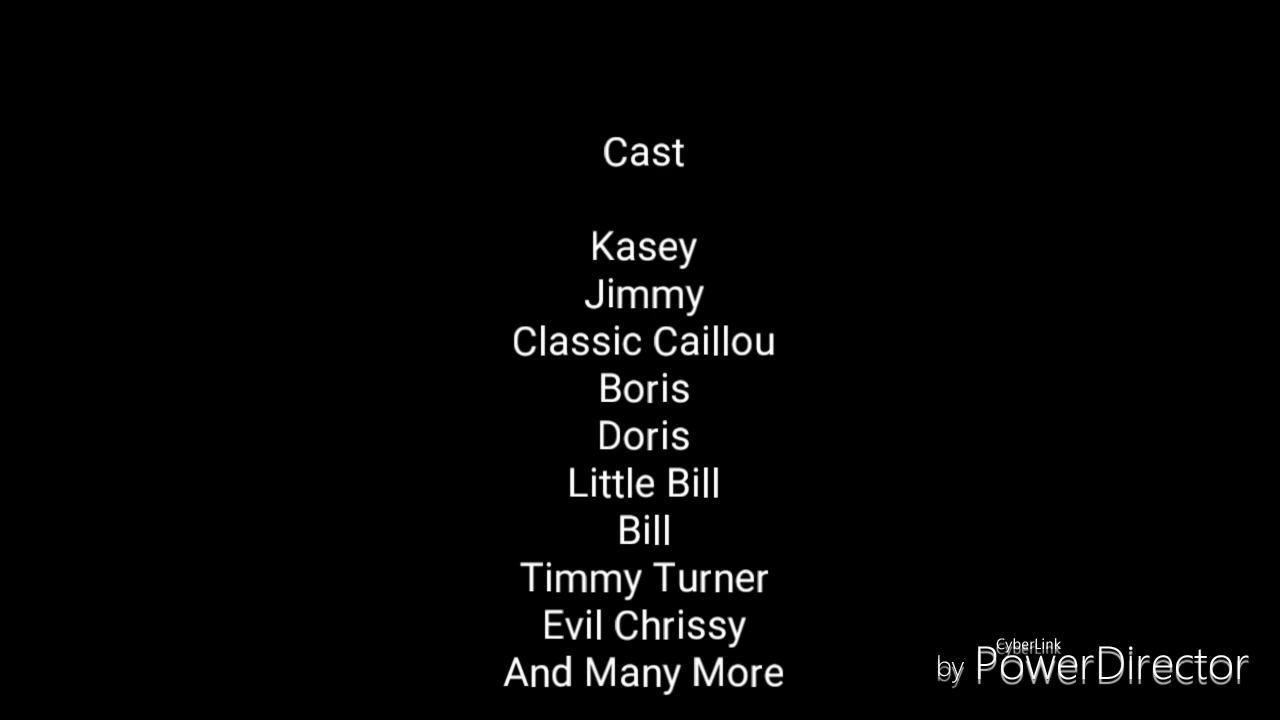 Cast
Kasey
Jimmy
Classic Caillou
Boris
Doris
Little Bill
Bill
Timmy Turner
Evil Chrissy
And Many More
CyberLink
by PowerDirector